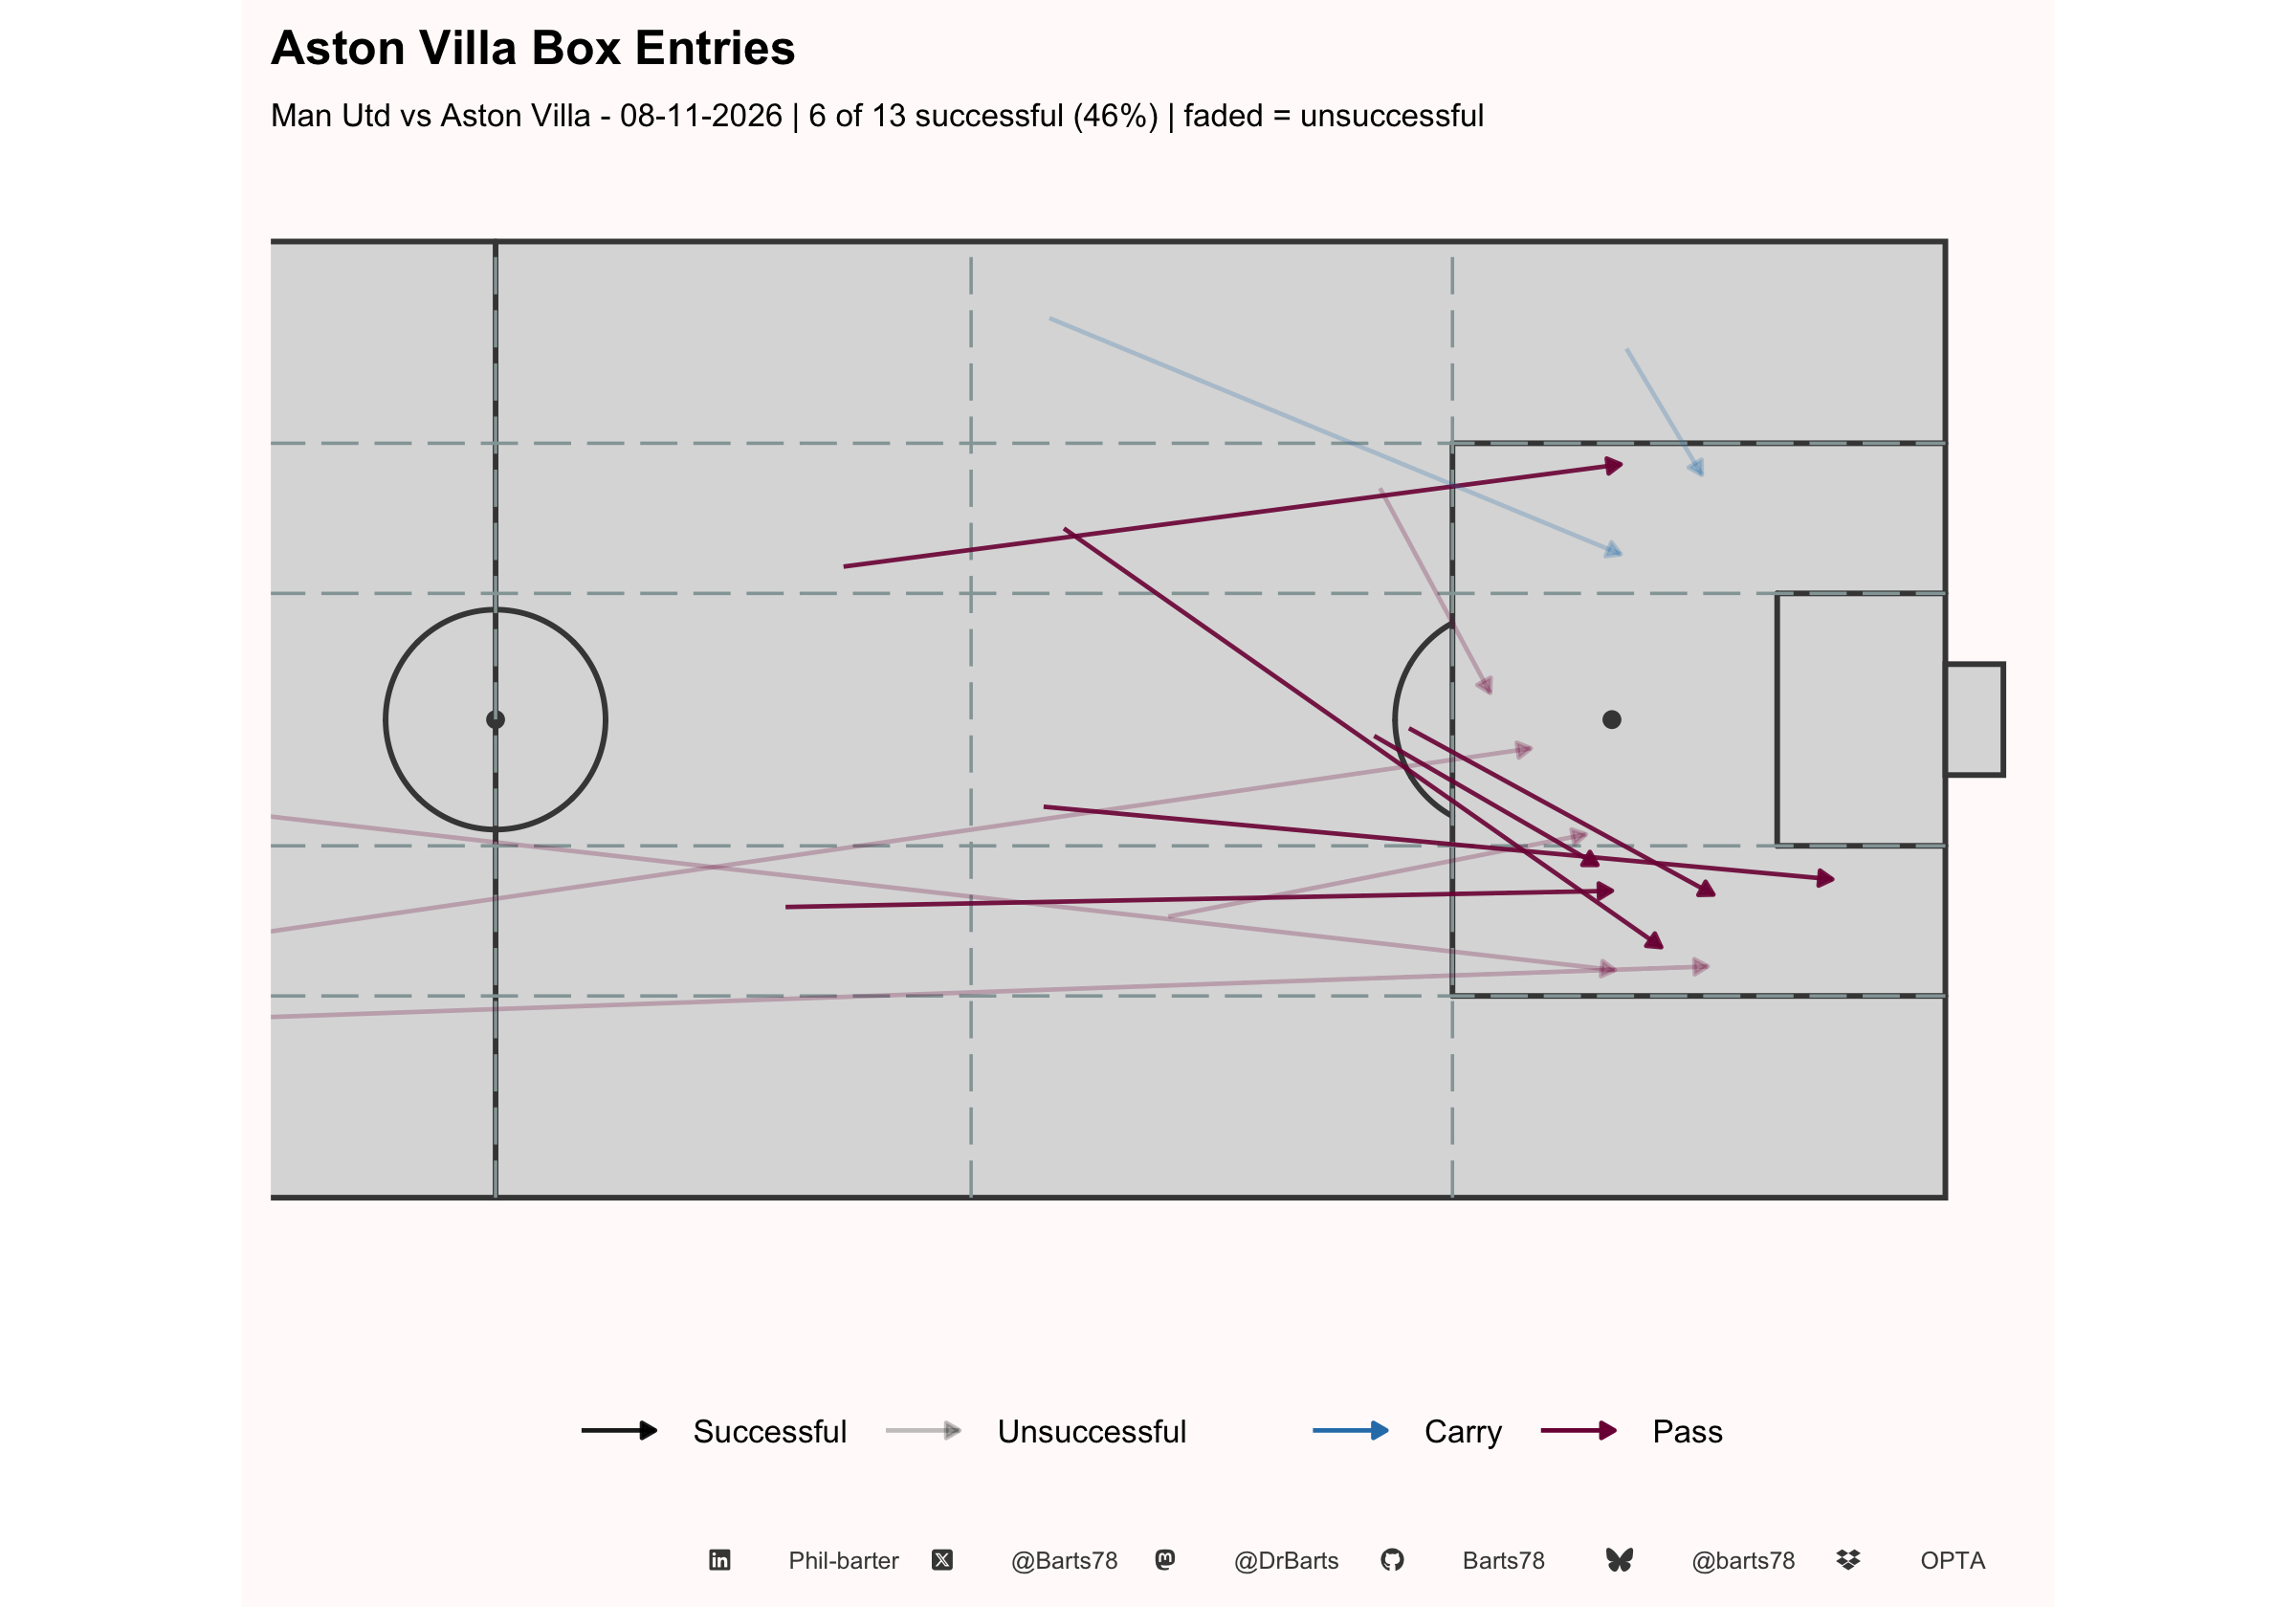 Aston Villa Box Entries
Man Utd vs Aston Villa - 08-11-2026 | 6 of 13 successful (46%) | faded = unsuccessful
Successful Unsuccessful Carry Pass
Phil-barter @Barts78 @DrBarts Barts78 @barts78 OPTA